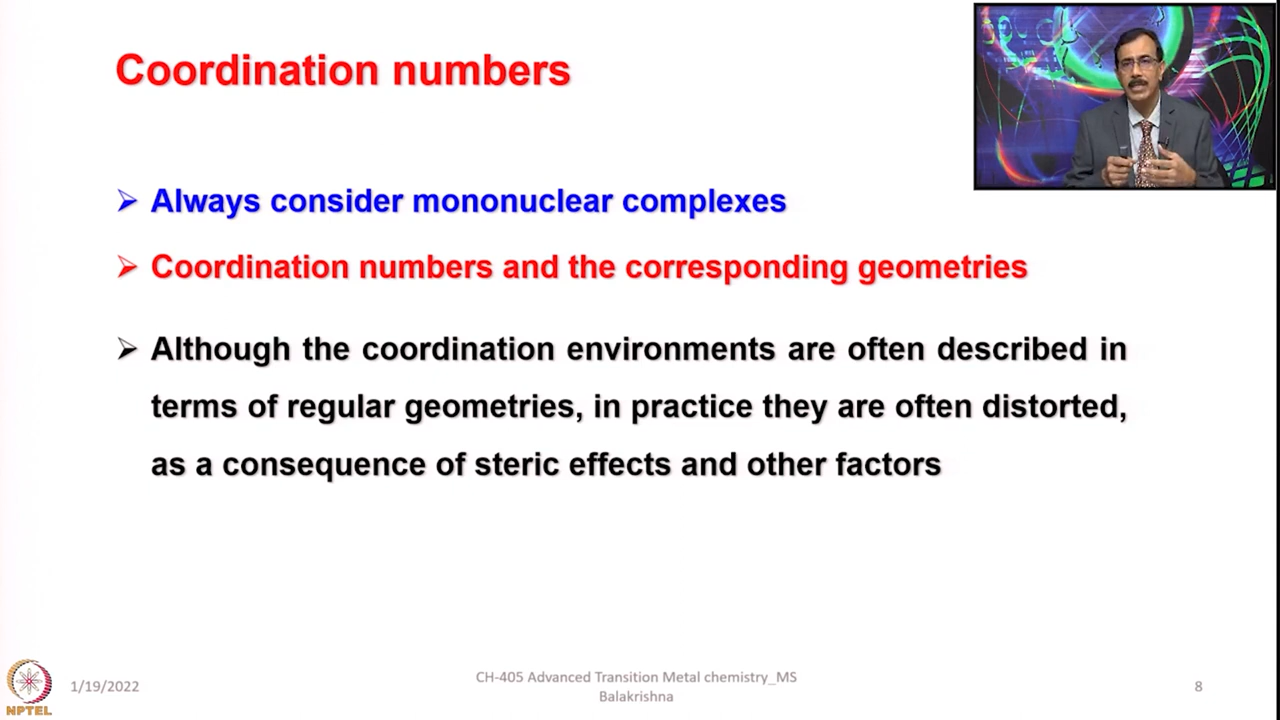 Coordination numbers
➢ Always consider mononuclear complexes
➢ Coordination numbers and the corresponding geometries
➢ Although the coordination environments are often described in
terms of regular geometries, in practice they are often distorted,
as a consequence of steric effects and other factors
NPTEL
1/19/2022
CH-405 Advanced Transition Metal chemistry_MS
Balakrishna
8